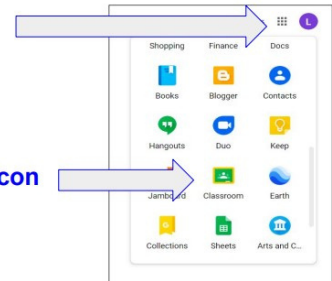 L
Shopping Finance Docs
Books Blogger Contacts
Hangouts Duo Keep
con
Jamboard Classroom Earth
Collections Sheets Arts and C...